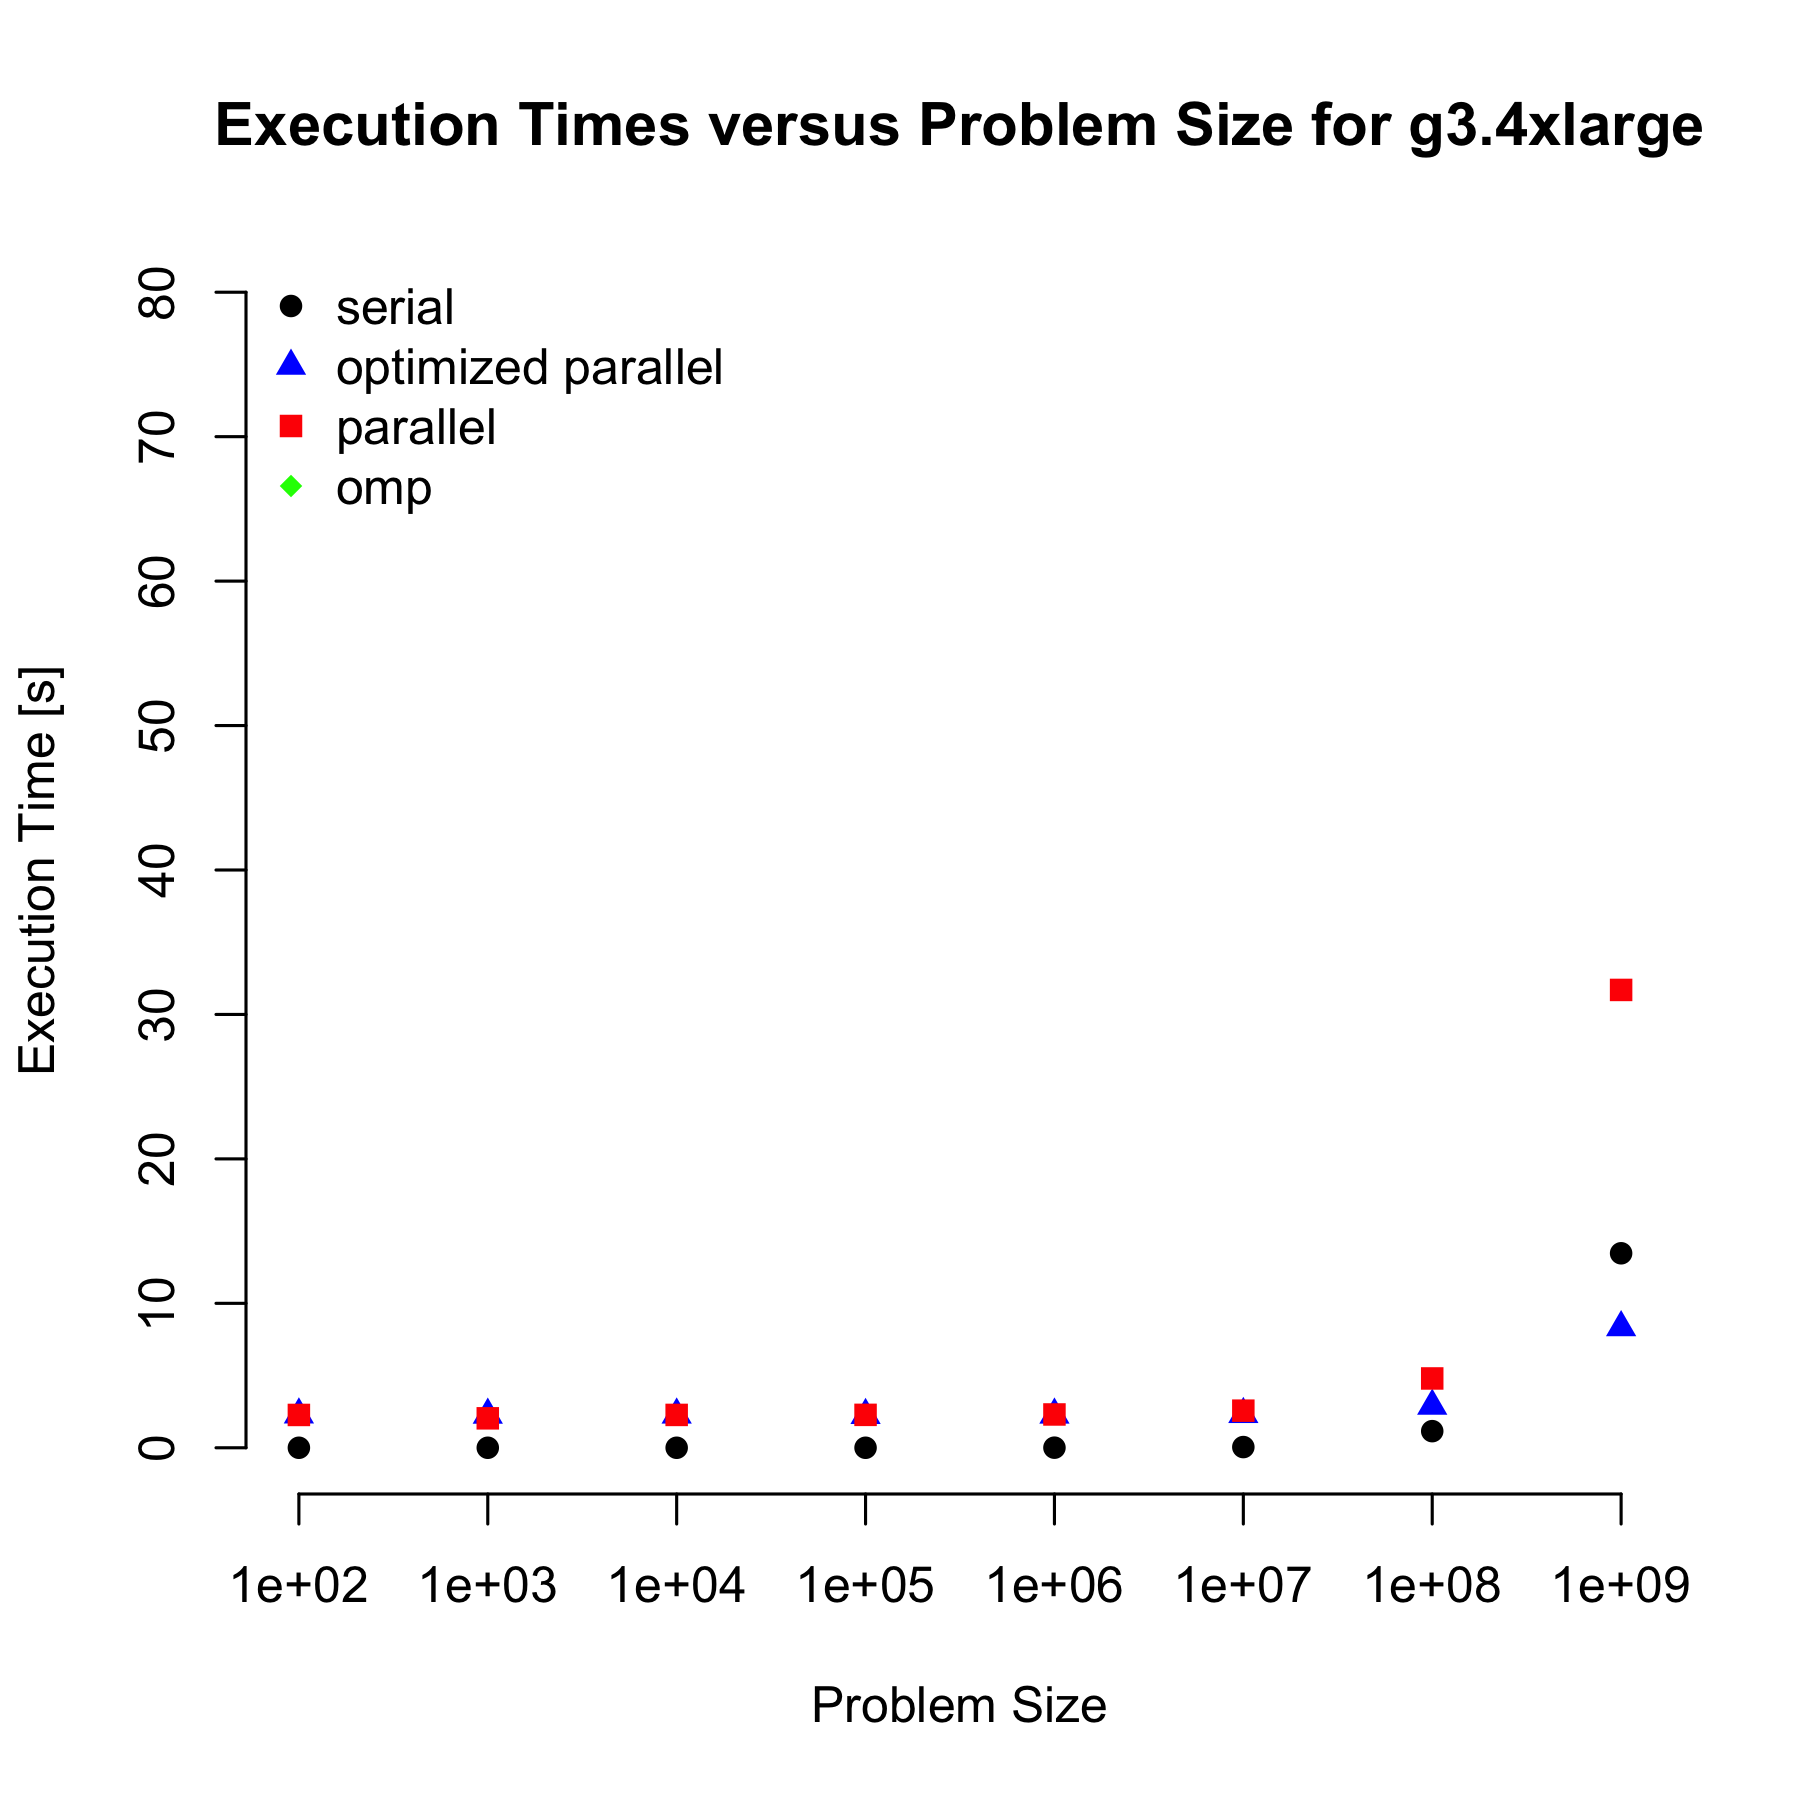 Execution Times versus Problem Size for g3.4xlarge
serial
optimized parallel
parallel
omp
80
70
60
50
40
30
20
10
0
Execution Time [s]
1e+02 1e+03 1e+04 1e+05 1e+06 1e+07 1e+08 1e+09
Problem Size